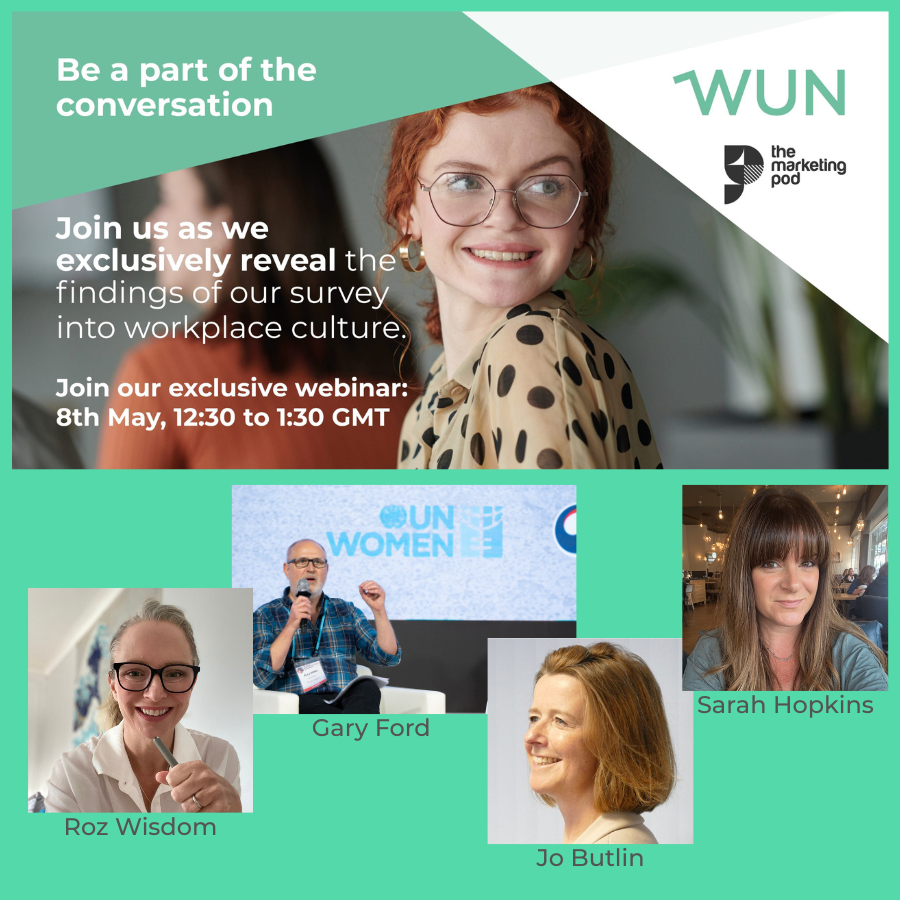 Be a part of the
conversation
WUN
the
marketing
pod
Join us as we
exclusively reveal the
findings of our survey
into workplace culture.
Join our exclusive webinar:
8th May, 12:30 to 1:30 GMT
UN
WOMEN
Gary Ford
Sarah Hopkins
Roz Wisdom
Jo Butlin